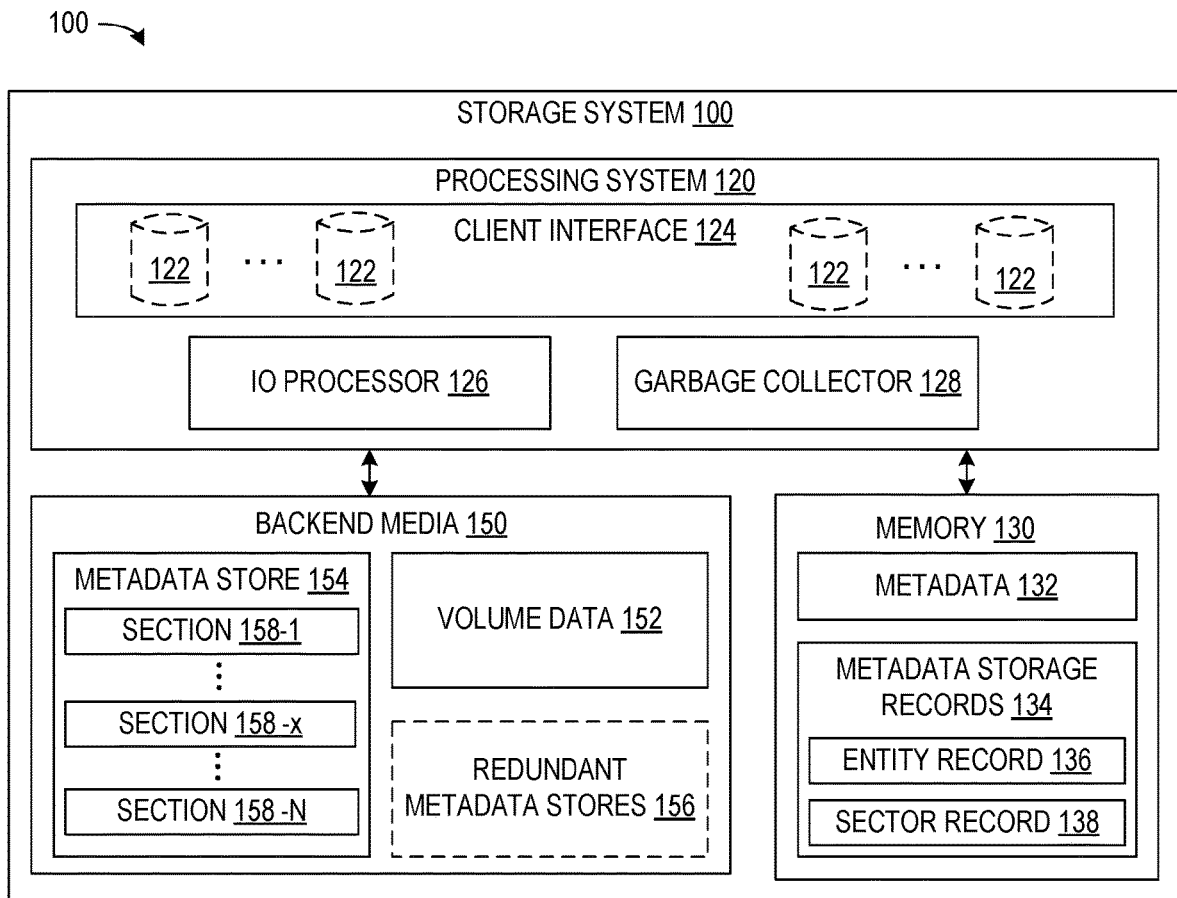 100
STORAGE SYSTEM 100
PROCESSING SYSTEM 120
CLIENT INTERFACE 124
122 ... 122 122 ... 122
IO PROCESSOR 126
GARBAGE COLLECTOR 128
BACKEND MEDIA 150
METADATA STORE 154
SECTION 158-1
SECTION 158-x
SECTION 158-N
VOLUME DATA 152
REDUNDANT
METADATA STORES 156
MEMORY 130
METADATA 132
METADATA STORAGE
RECORDS 134
ENTITY RECORD 136
SECTOR RECORD 138